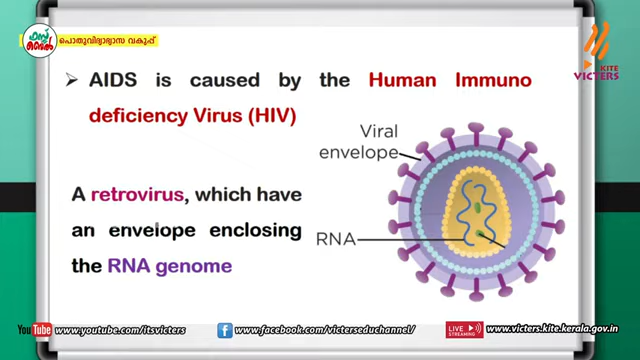 ഫസ്റ്റ്
ബെൽ
പൊതുവിദ്യാഭ്യാസ വകുപ്പ്
KITE
VICTERS
➤ AIDS is caused by the Human Immuno
deficiency Virus (HIV)
Viral
envelope
A retrovirus, which have
an envelope enclosing
the RNA genome
RNA
YouTube www.youtube.com/itsvicters
f www.facebook.com/victerseduchannel/
LIVE STREAMING www.victers.kite.kerala.gov.in